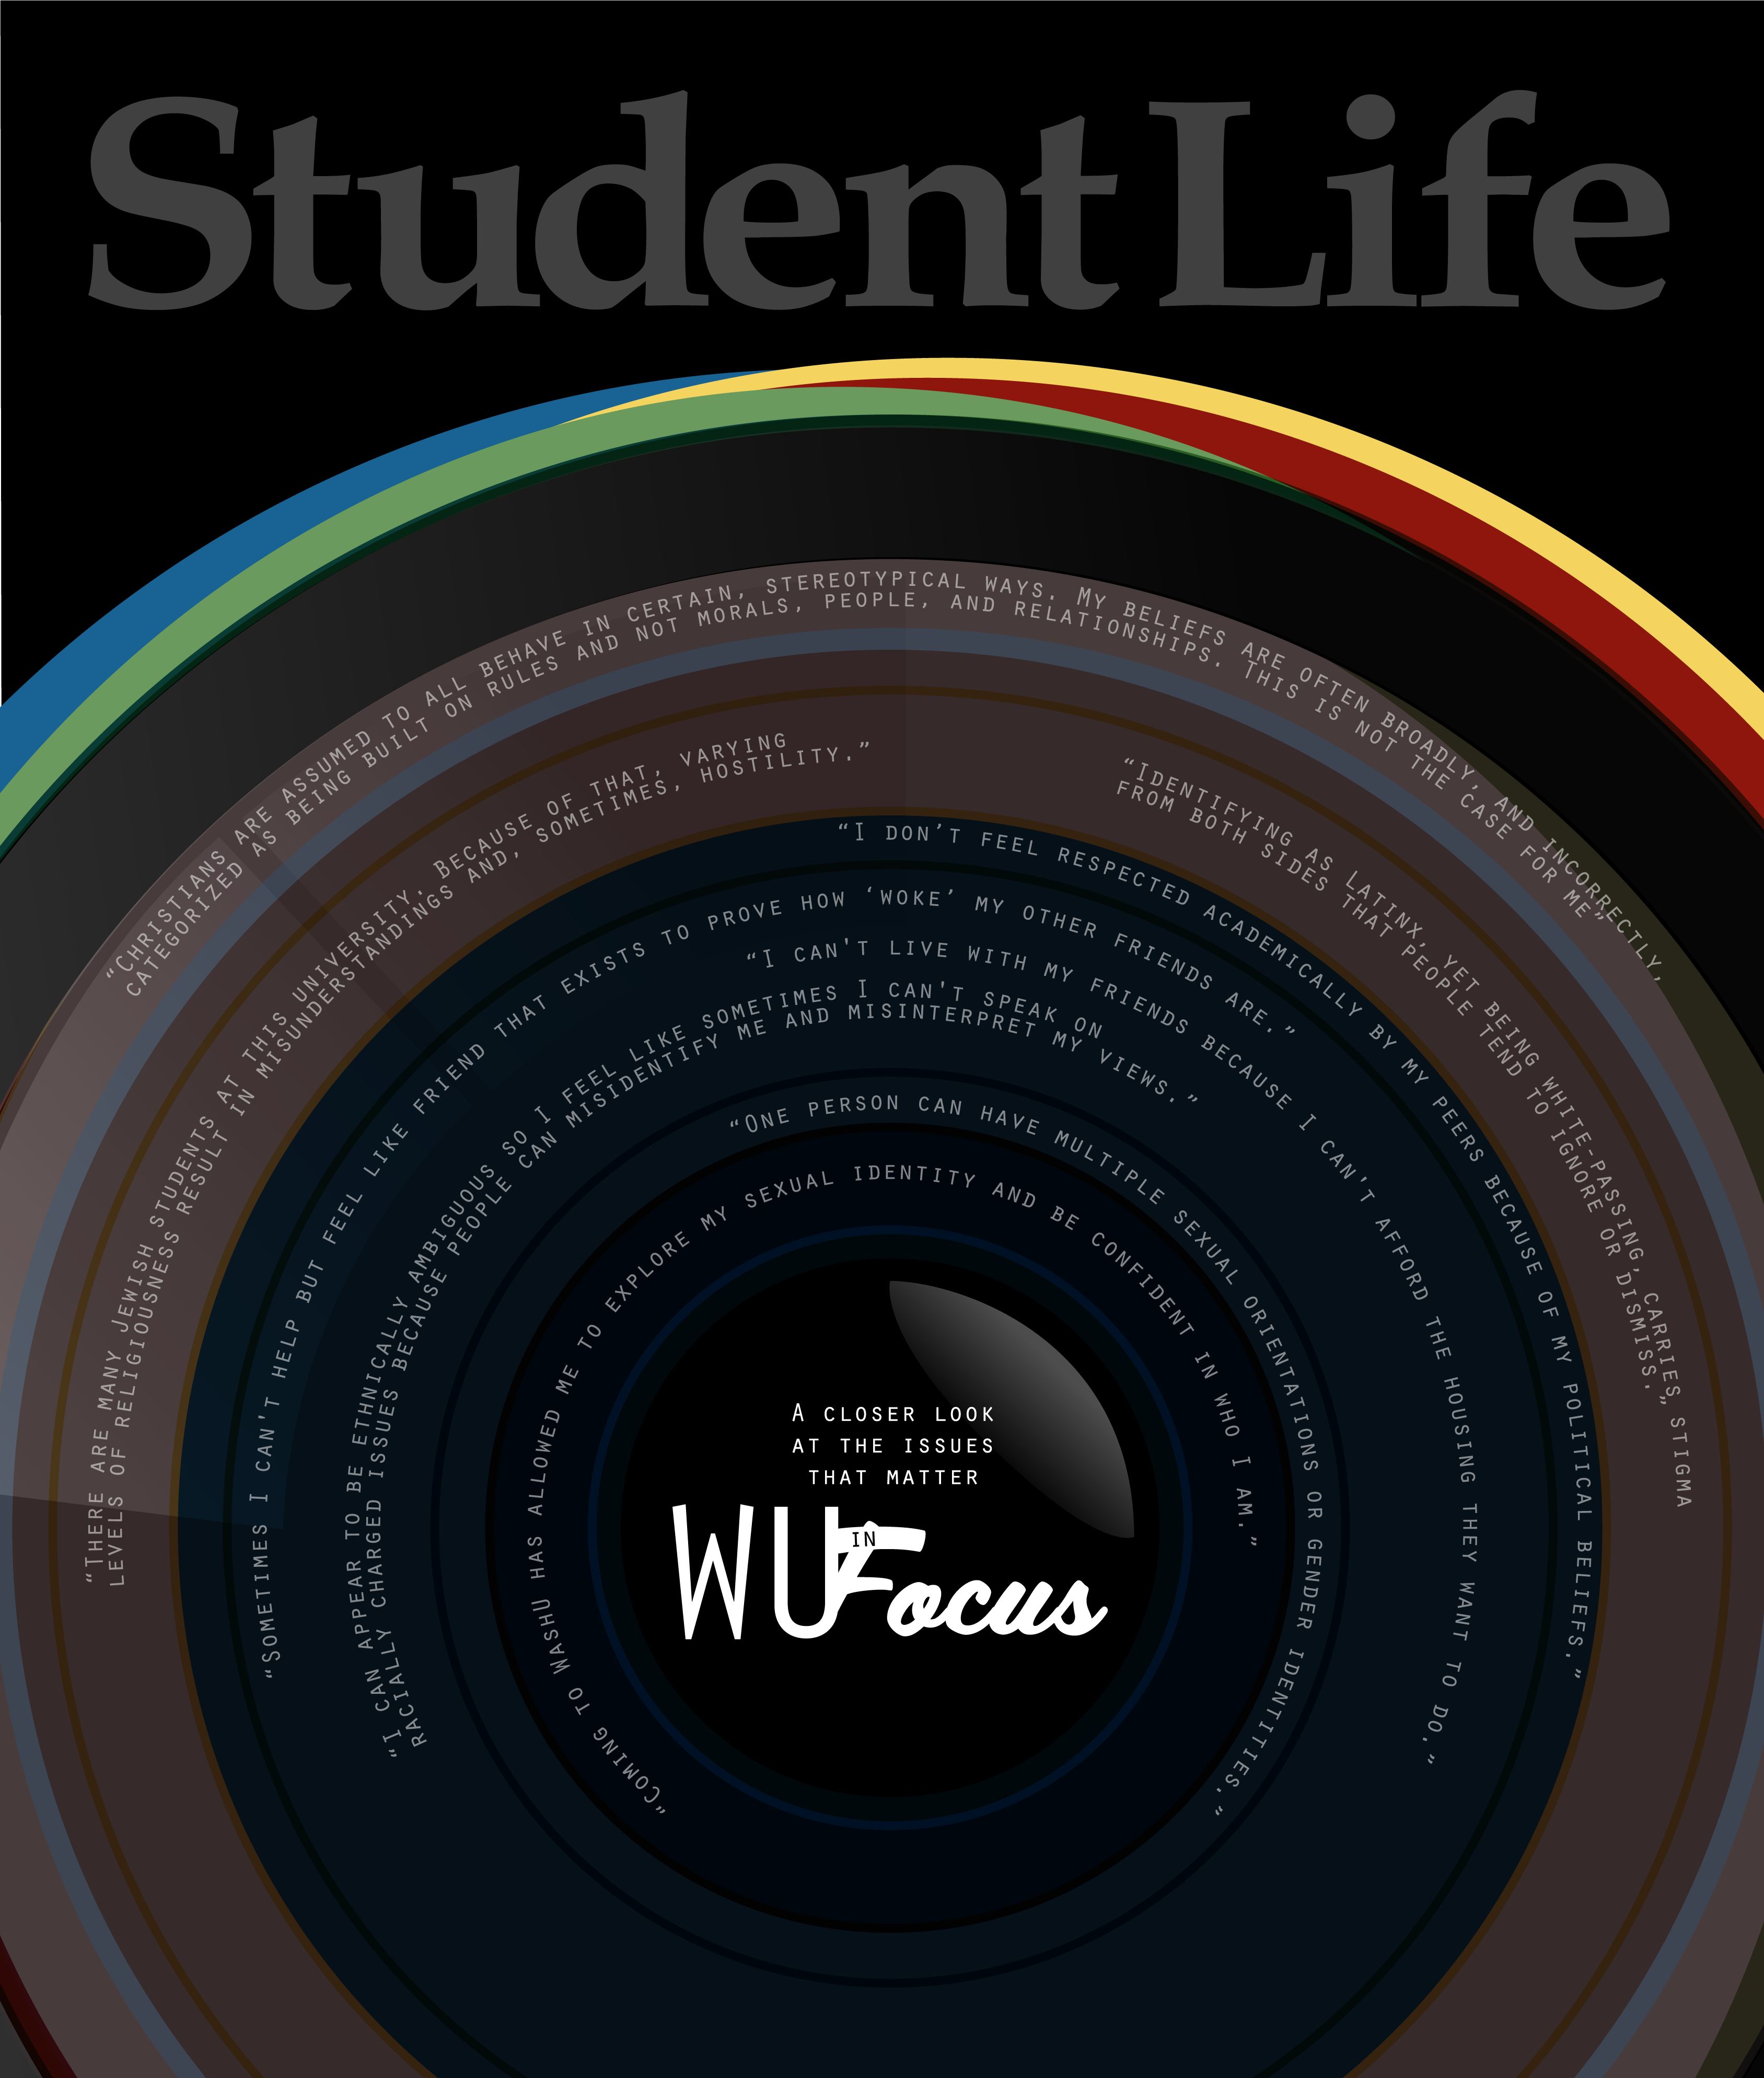 Student Life
“CHRISTIANS ARE ASSUMED TO ALL BEHAVE IN CERTAIN, STEREOTYPICAL WAYS. MY BELIEFS ARE OFTEN BROADLY, AND INCORRECTLY,
CATEGORIZED AS BEING BUILT ON RULES AND NOT MORALS, PEOPLE, AND RELATIONSHIPS. THIS IS NOT THE CASE FOR ME”
“THERE ARE MANY JEWISH STUDENTS AT THIS UNIVERSITY. BECAUSE OF THAT, VARYING
LEVELS OF RELIGIOUSNESS RESULT IN MISUNDERSTANDINGS AND, SOMETIMES, HOSTILITY.”
“IDENTIFYING AS LATINX, YET BEING WHITE-PASSING, CARRIES STIGMA
FROM BOTH SIDES THAT PEOPLE TEND TO IGNORE OR DISMISS.”
“I DON’T FEEL RESPECTED ACADEMICALLY BY MY PEERS BECAUSE OF MY POLITICAL BELIEFS.”
“SOMETIMES I CAN'T HELP BUT FEEL LIKE FRIEND THAT EXISTS TO PROVE HOW ‘WOKE’ MY OTHER FRIENDS ARE.”
“I CAN'T LIVE WITH MY FRIENDS BECAUSE I CAN'T AFFORD THE HOUSING THEY WANT TO DO.”
“I CAN APPEAR TO BE ETHNICALLY AMBIGUOUS SO I FEEL LIKE SOMETIMES I CAN'T SPEAK ON
RACIALLY CHARGED ISSUES BECAUSE PEOPLE CAN MISIDENTIFY ME AND MISINTERPRET MY VIEWS.”
“ONE PERSON CAN HAVE MULTIPLE SEXUAL ORIENTATIONS OR GENDER IDENTITIES.”
“COMING TO WASHU HAS ALLOWED ME TO EXPLORE MY SEXUAL IDENTITY AND BE CONFIDENT IN WHO I AM.”
A CLOSER LOOK
AT THE ISSUES
THAT MATTER
WU IN Focus